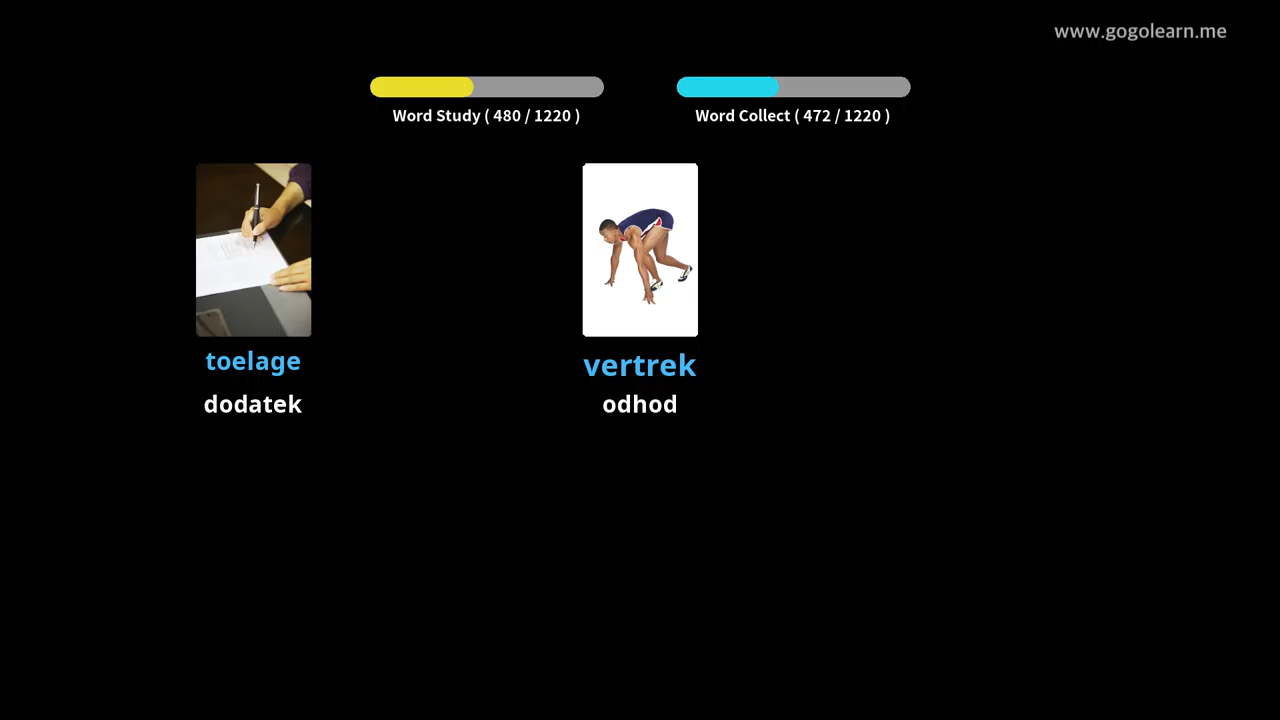 www.gogolearn.me
Word Study ( 480 / 1220 )
Word Collect ( 472 / 1220 )
toelage
dodatek
vertrek
odhod